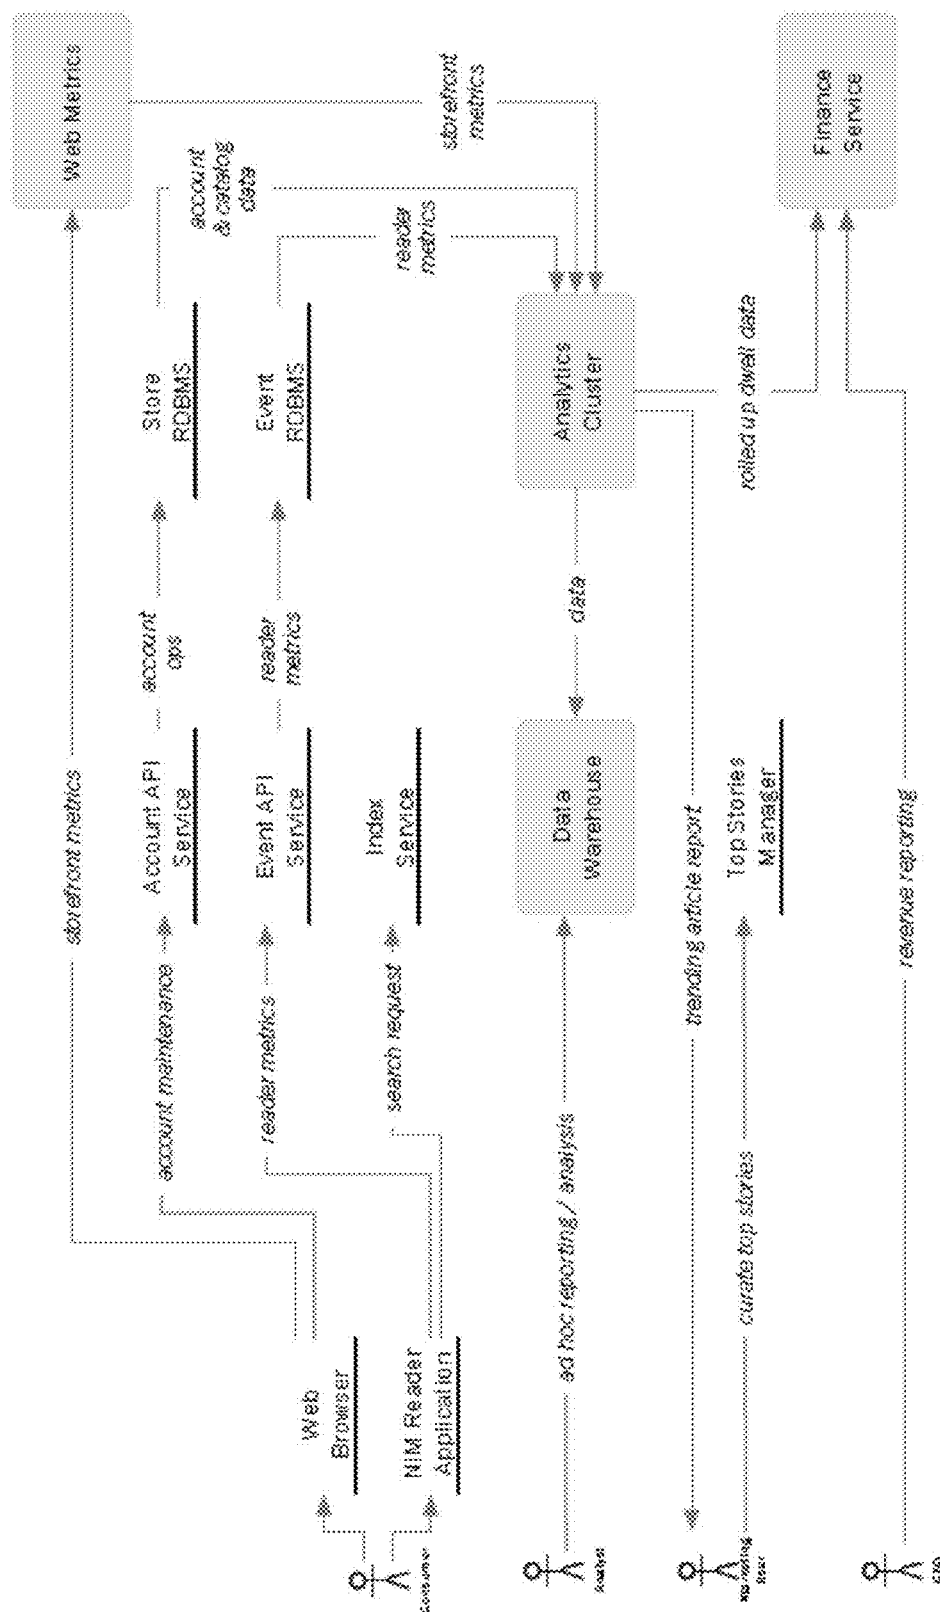 Web Metrics
storefront metrics
storefront
metrics
account
& catalog
data
reader
metrics
Store
RDBMS
Event
RDBMS
account
ops
reader
metrics
Account API
Service
Event API
Service
Index
Service
account maintenance
reader metrics
search request
Web
Browser
NIM Reader
Application
Consumer
Analytics
Cluster
data
Data
Warehouse
ad hoc reporting / analysis
Analyst
trending article report
rolled up dwell data
Top Stories
Manager
curate top stories
Finance
Service
revenue reporting